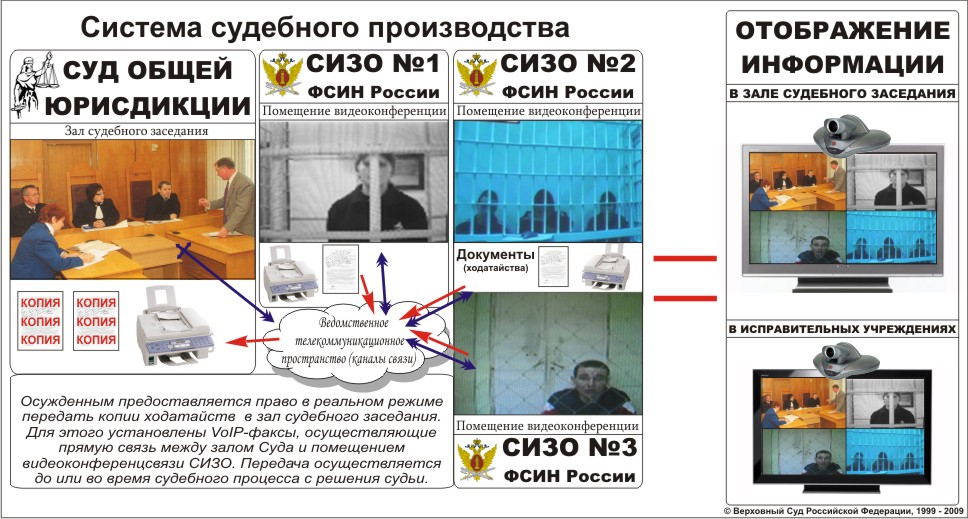 Система судебного производства
СУД ОБЩЕЙ
ЮРИСДИКЦИИ
Зал судебного заседания
КОПИЯ КОПИЯ
КОПИЯ КОПИЯ
КОПИЯ КОПИЯ
СИЗО №1
ФСИН России
Помещение видеоконференции
СИЗО №2
ФСИН России
Помещение видеоконференции
Документы
(ходатайства)
Ведомственное
телекоммуникационное
пространство (каналы связи)
Помещение видеоконференции
СИЗО №3
ФСИН России
Осужденным предоставляется право в реальном режиме
передать копии ходатайств в зал судебного заседания.
Для этого установлены VoIP-факсы, осуществляющие
прямую связь между залом Суда и помещением
видеоконференцсвязи СИЗО. Передача осуществляется
до или во время судебного процесса с решения судьи.
ОТОБРАЖЕНИЕ
ИНФОРМАЦИИ
В ЗАЛЕ СУДЕБНОГО ЗАСЕДАНИЯ
В ИСПРАВИТЕЛЬНЫХ УЧРЕЖДЕНИЯХ
© Верховный Суд Российской Федерации, 1999 - 2009